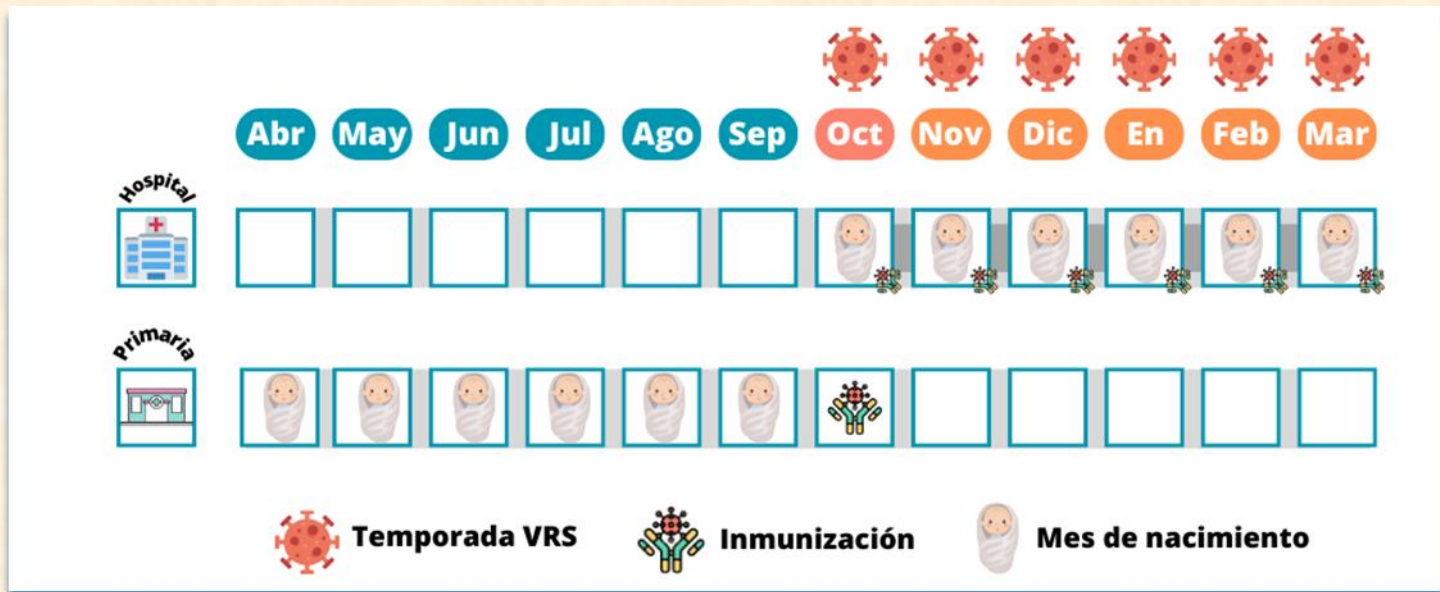 Abr May Jun Jul Ago Sep Oct Nov Dic En Feb Mar
Hospital
Primaria
Temporada VRS Inmunización Mes de nacimiento